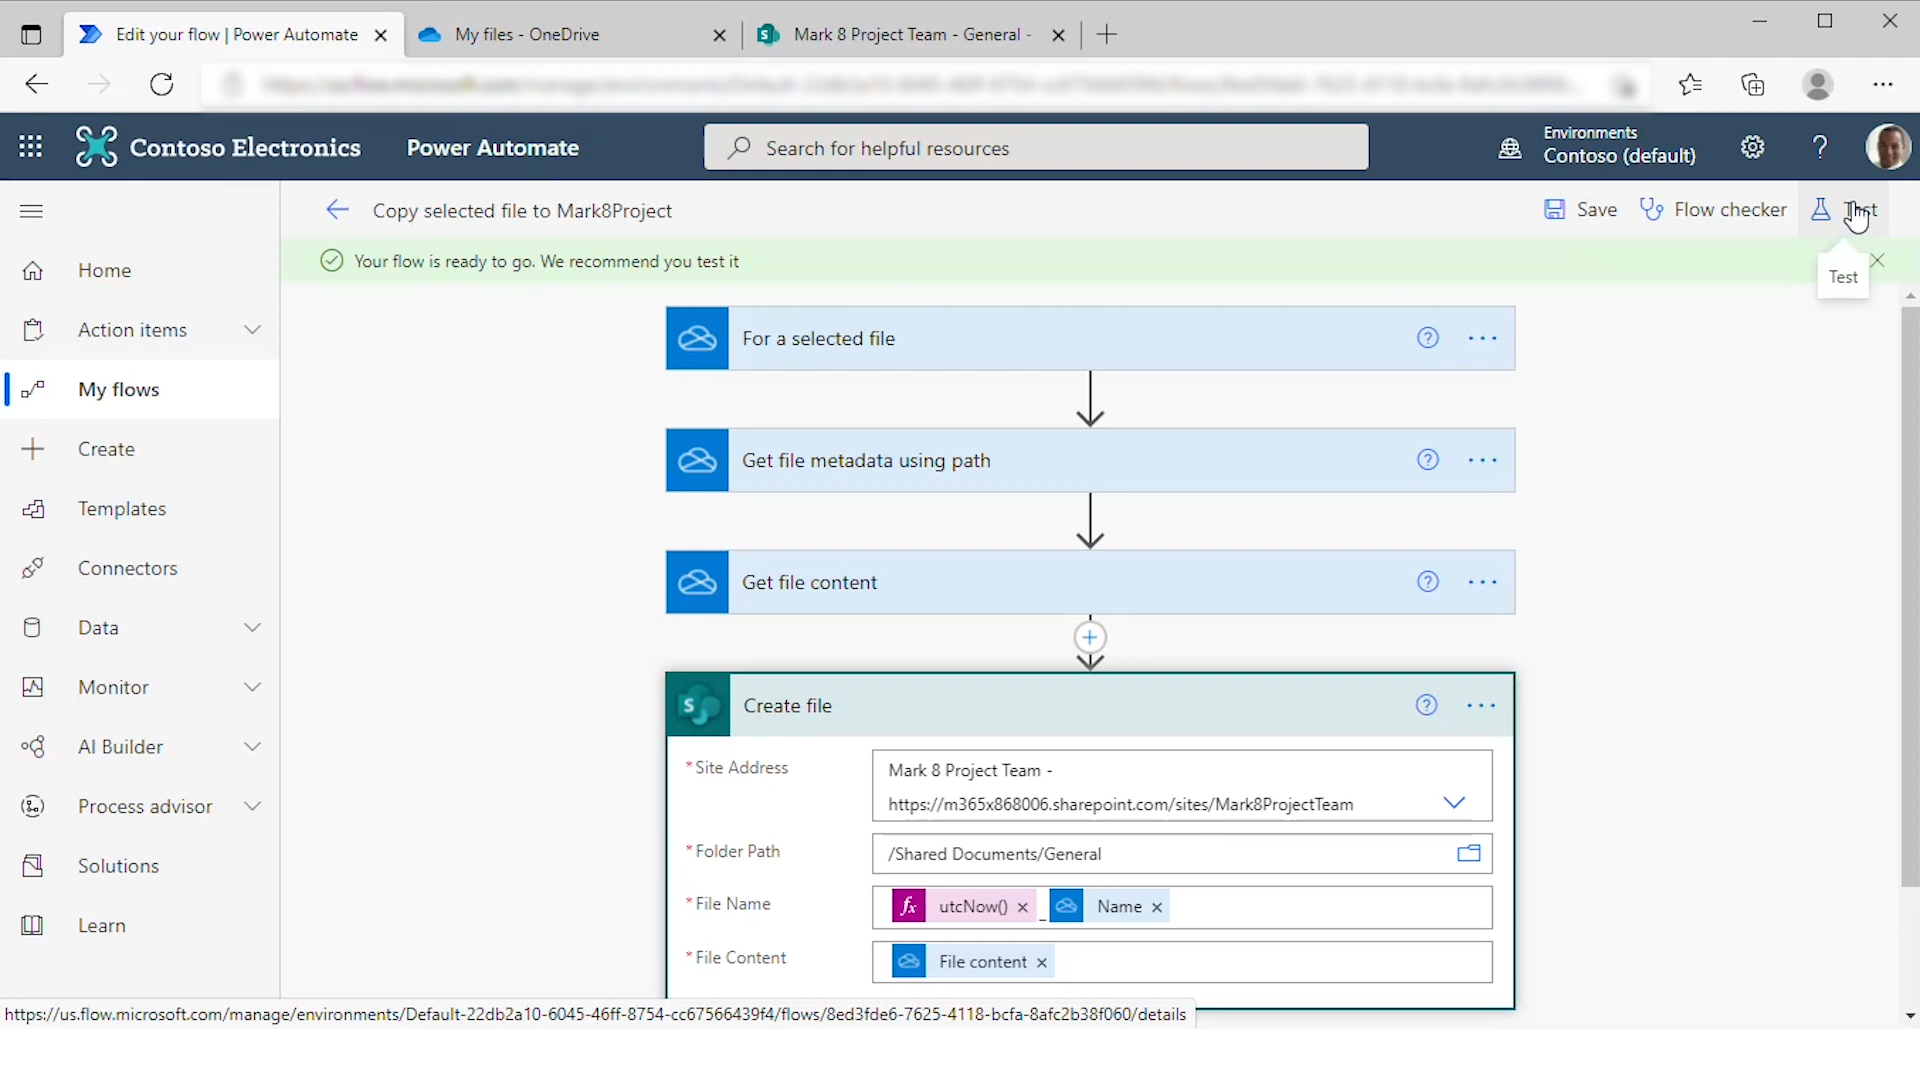 Edit your flow | Power Automate
My files - OneDrive
Mark 8 Project Team - General -
Contoso Electronics
Power Automate
Search for helpful resources
Environments
Contoso (default)
Copy selected file to Mark8Project
Save
Flow checker
Test
Your flow is ready to go. We recommend you test it
Test
Home
Action items
My flows
Create
Templates
Connectors
Data
Monitor
AI Builder
Process advisor
Solutions
Learn
For a selected file
Get file metadata using path
Get file content
Create file
*Site Address
Mark 8 Project Team -
https://m365x868006.sharepoint.com/sites/Mark8ProjectTeam
*Folder Path
/Shared Documents/General
*File Name
fx utcNow() × _ Name ×
*File Content
File content ×
https://us.flow.microsoft.com/manage/environments/Default-22db2a10-6045-46ff-8754-cc67566439f4/flows/8ed3fde6-7625-4118-bcfa-8afc2b38f060/details